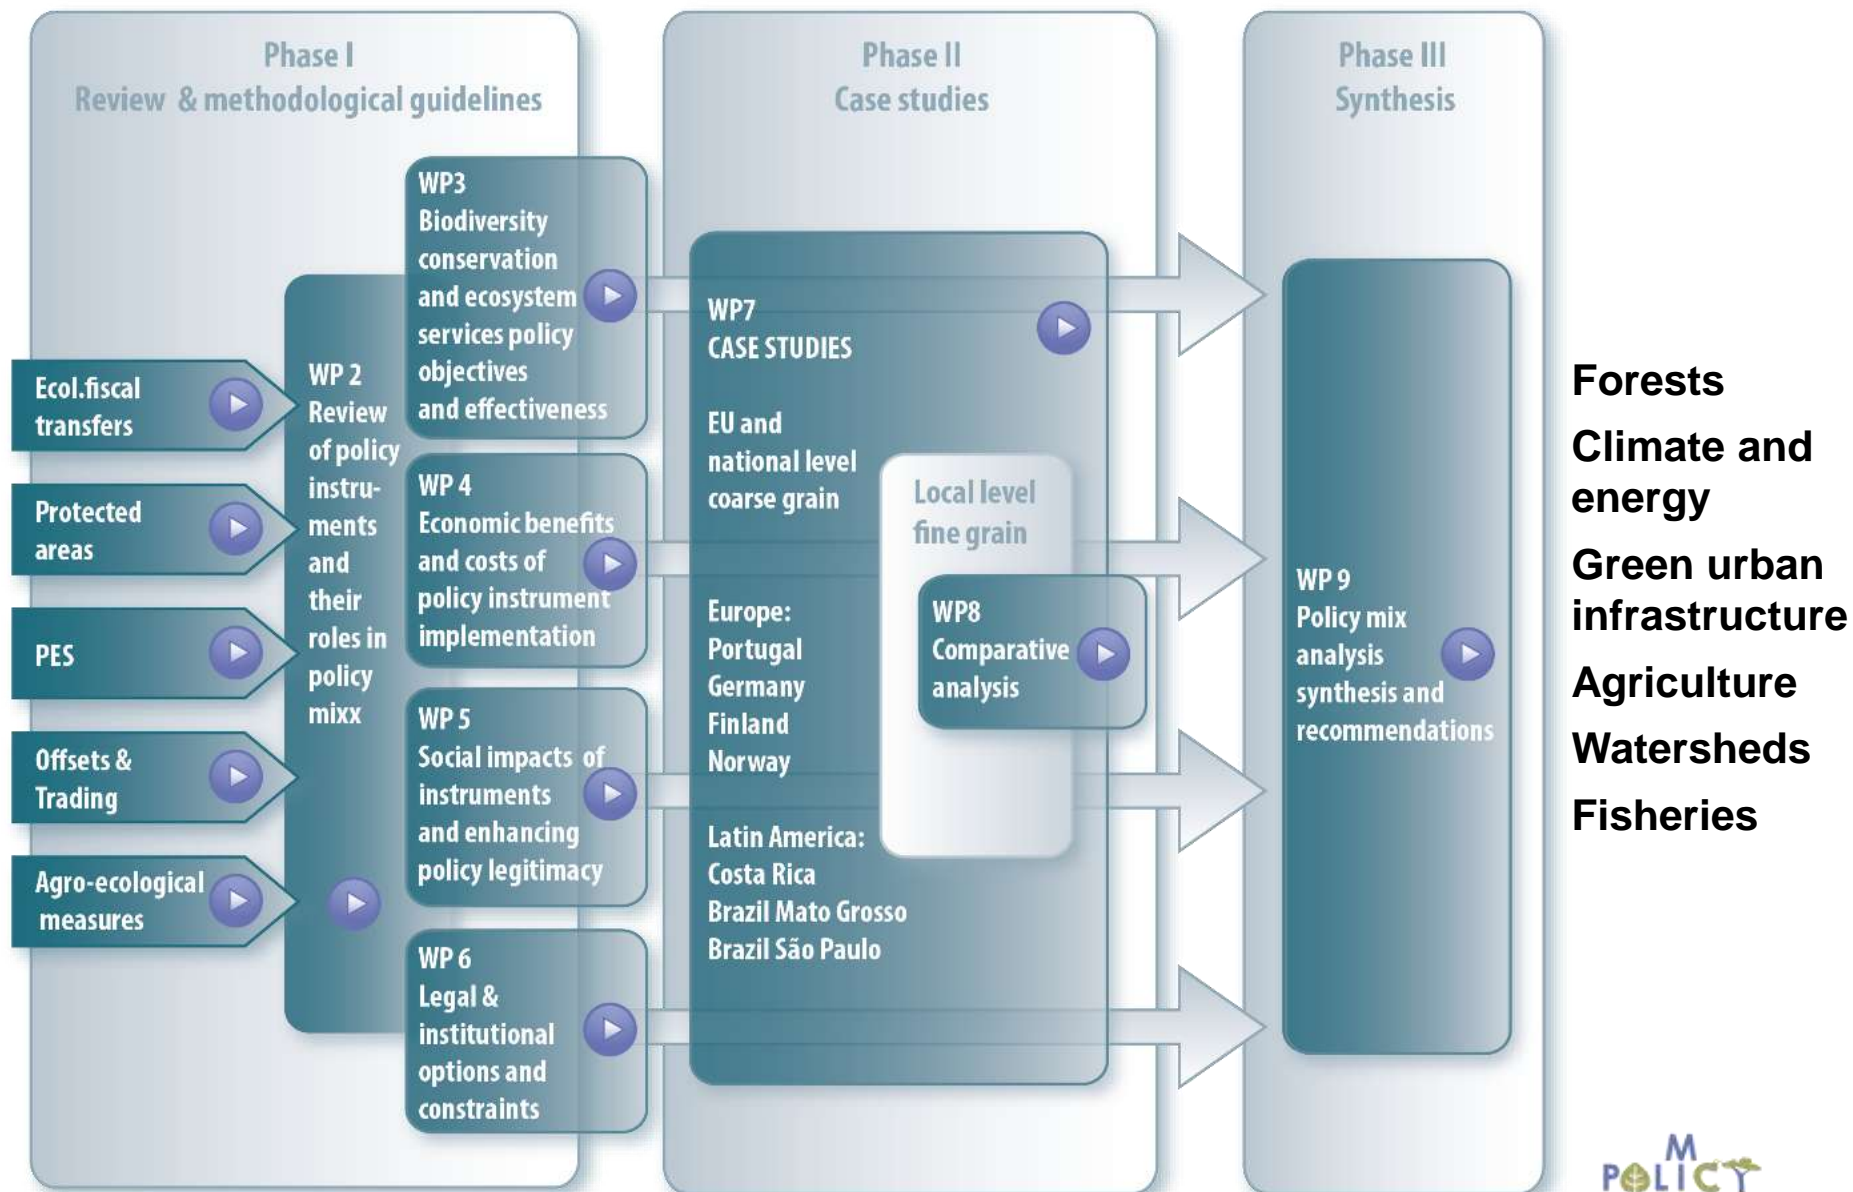 Phase I
Review & methodological guidelines
Ecol.fiscal
transfers
Protected
areas
PES
Offsets &
Trading
Agro-ecological
measures
WP 2
Review
of policy
instru-
ments
and
their
roles in
policy
mixx
WP3
Biodiversity
conservation
and ecosystem
services policy
objectives
and effectiveness
WP 4
Economic benefits
and costs of
policy instrument
implementation
WP 5
Social impacts of
instruments
and enhancing
policy legitimacy
WP 6
Legal &
institutional
options and
constraints
Phase II
Case studies
WP7
CASE STUDIES
EU and
national level
coarse grain
Europe:
Portugal
Germany
Finland
Norway
Latin America:
Costa Rica
Brazil Mato Grosso
Brazil São Paulo
Local level
fine grain
WP8
Comparative
analysis
Phase III
Synthesis
WP 9
Policy mix
analysis
synthesis and
recommendations
Forests
Climate and
energy
Green urban
infrastructure
Agriculture
Watersheds
Fisheries
M
POLICY